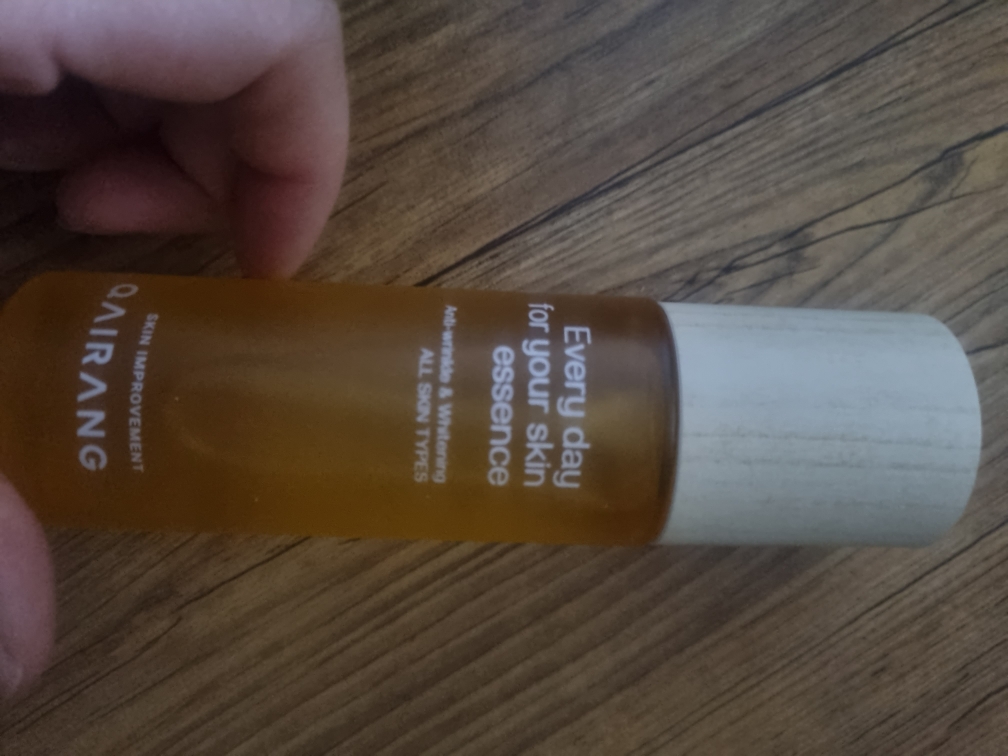 Every day
for your skin
essence
Anti-wrinkle & Whitening
ALL SKIN TYPES
SKIN IMPROVEMENT
QAIRANG